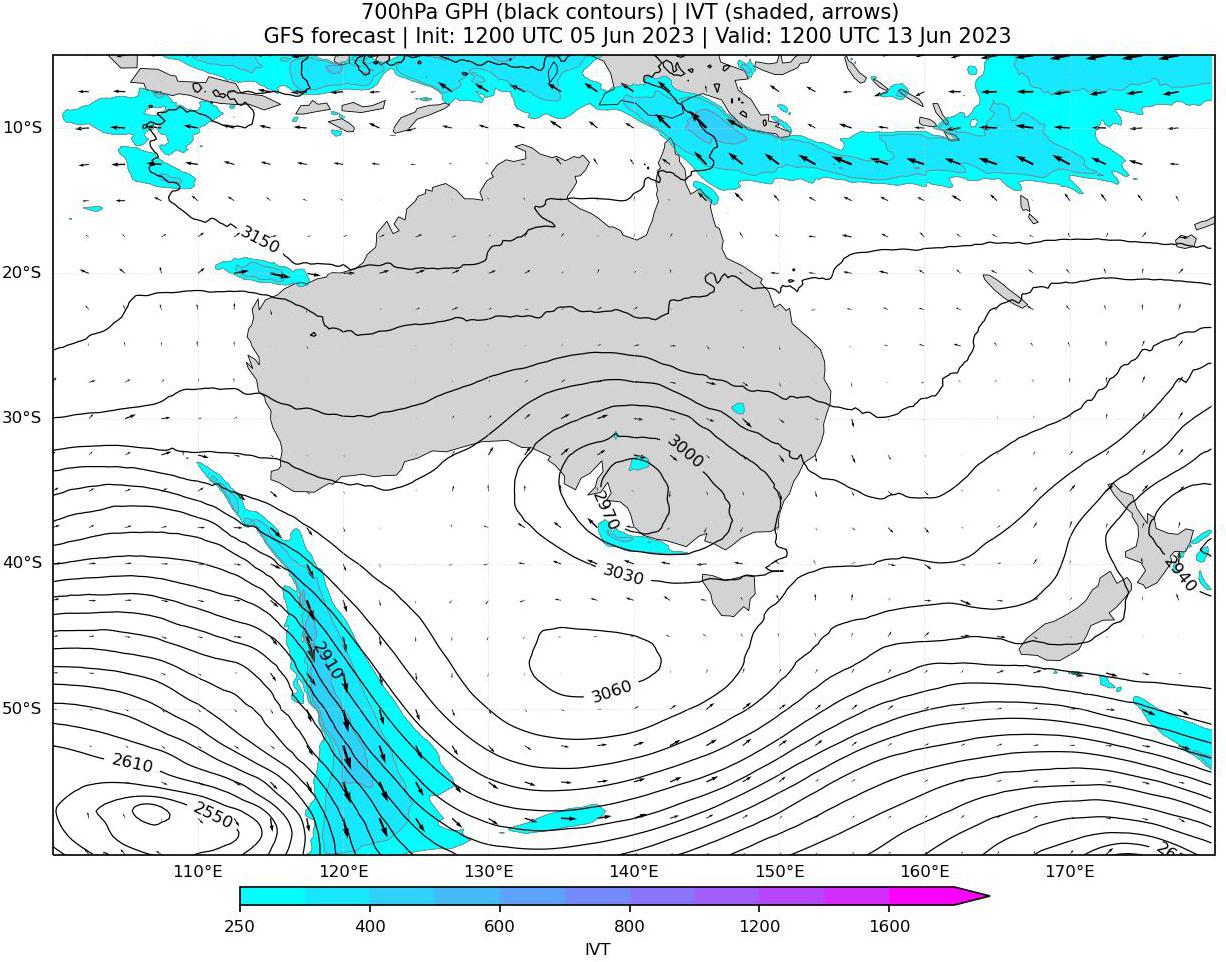 700hPa GPH (black contours) | IVT (shaded, arrows)
GFS forecast | Init: 1200 UTC 05 Jun 2023 | Valid: 1200 UTC 13 Jun 2023
10°S
3150
20°S
30°S
3000
2970
40°S
3030
2940
2910
3060
50°S
2610
2550
110°E 120°E 130°E 140°E 150°E 160°E 170°E
250 400 600 800 1200 1600
IVT